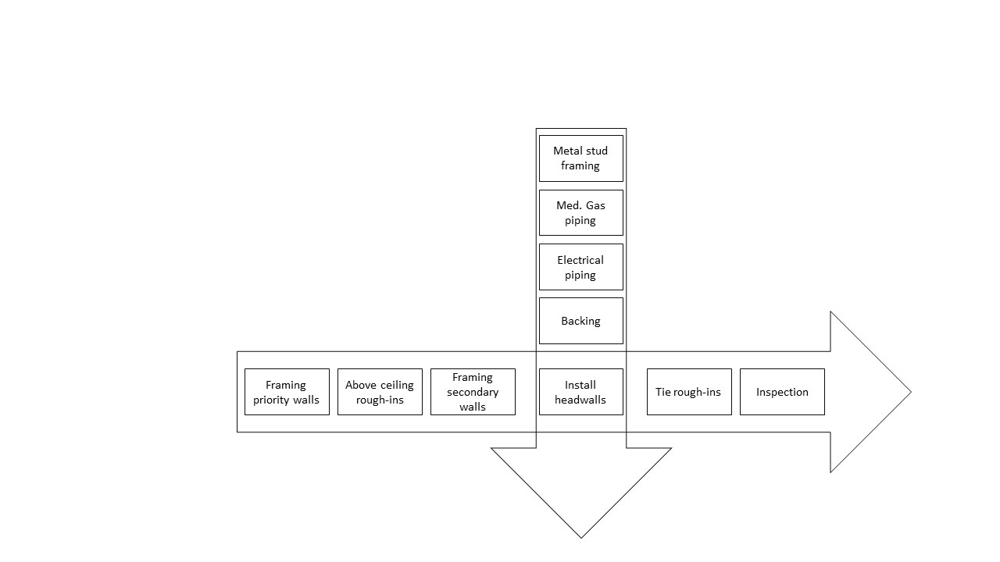 Metal stud
framing
Med. Gas
piping
Electrical
piping
Backing
Framing
priority walls
Above ceiling
rough-ins
Framing
secondary
walls
Install
headwalls
Tie rough-ins
Inspection